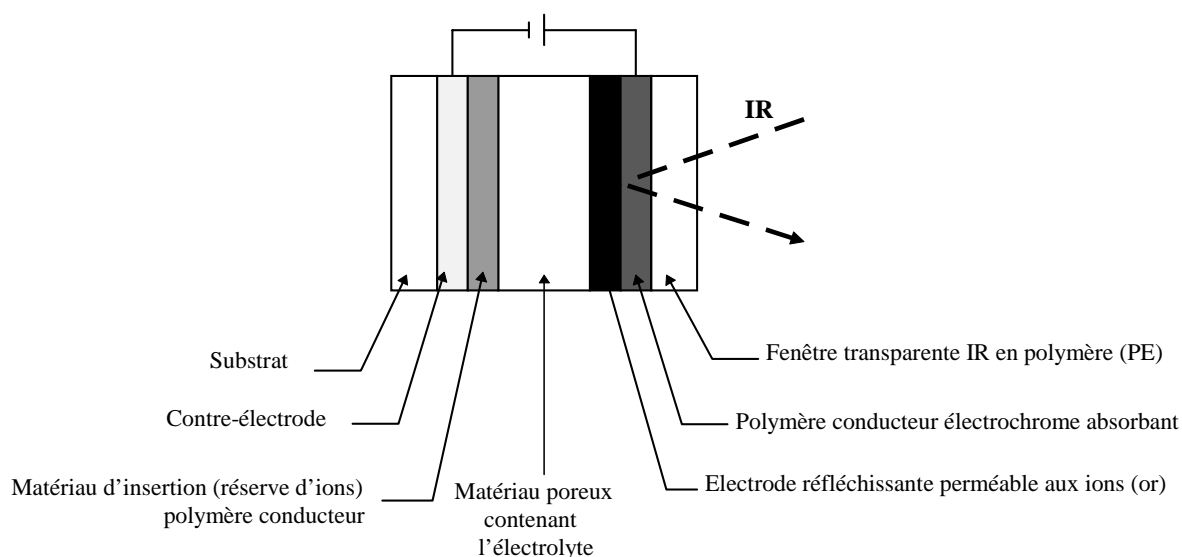 IR
Substrat
Contre-électrode
Matériau d’insertion (réserve d’ions)
polymère conducteur
Matériau poreux
contenant
l’électrolyte
Fenêtre transparente IR en polymère (PE)
Polymère conducteur électrochrome absorbant
Electrode réfléchissante perméable aux ions (or)